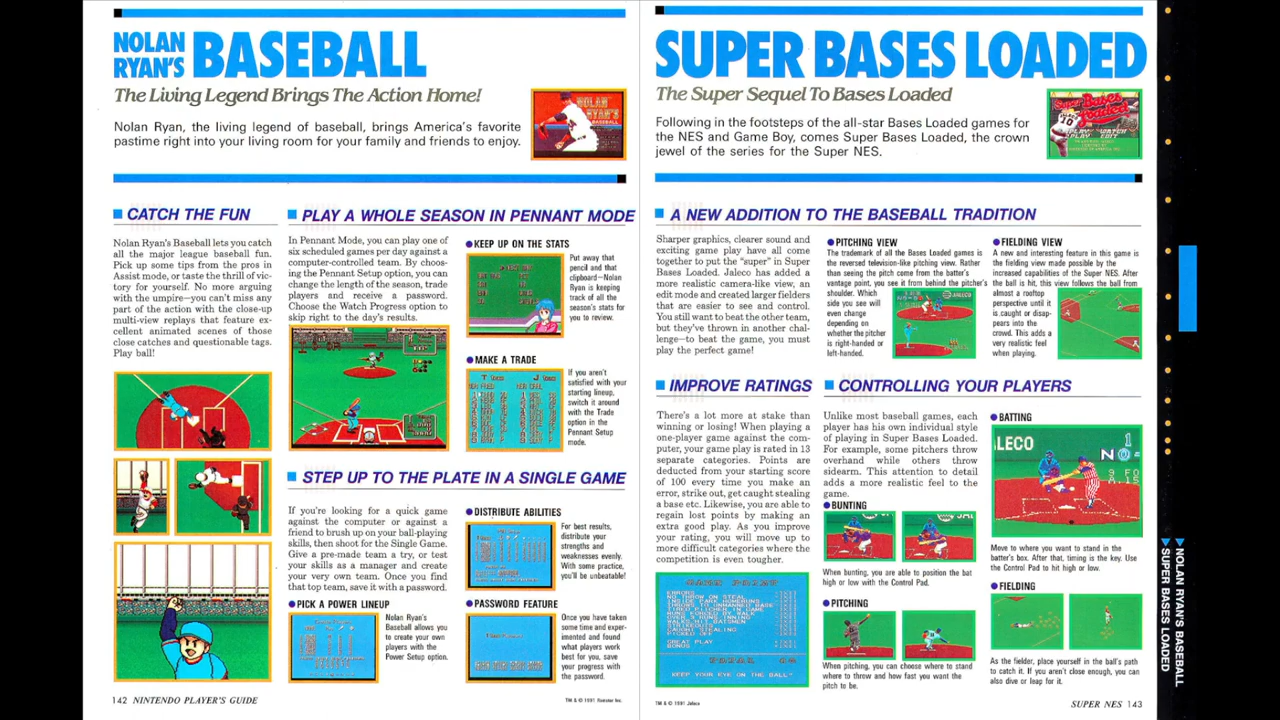 NOLAN
RYAN'S BASEBALL
The Living Legend Brings The Action Home!
Nolan Ryan, the living legend of baseball, brings America's favorite
pastime right into your living room for your family and friends to enjoy.
NOLAN
RYAN'S
BASEBALL
CATCH THE FUN
Nolan Ryan's Baseball lets you catch
all the major league baseball fun.
Pick up some tips from the pros in
Assist mode, or taste the thrill of vic-
tory for yourself. No more arguing
with the umpire—you can't miss any
part of the action with the close-up
multi-view replays that feature ex-
cellent animated scenes of those
close catches and questionable tags.
Play ball!
PLAY A WHOLE SEASON IN PENNANT MODE
In Pennant Mode, you can play one of
six scheduled games per day against a
computer-controlled team. By choos-
ing the Pennant Setup option, you can
change the length of the season, trade
players and receive a password.
Choose the Watch Progress option to
skip right to the day's results.
KEEP UP ON THE STATS
Put away
that pencil and that
clipboard—Nolan
Ryan is keeping
track of all the
season's stats for
you to review.
MAKE A TRADE
If you aren't
satisfied with your
starting lineup,
switch it around
with the Trade
option in the
Pennant Setup
mode.
STEP UP TO THE PLATE IN A SINGLE GAME
If you're looking for a quick game
against the computer or against a
friend to brush up on your ball-playing
skills, then shoot for the Single Game.
Give a pre-made team a try, or test
your skills as a manager and create
your very own team. Once you find
that top team, save it with a password.
PICK A POWER LINEUP
Nolan Ryan's
Baseball allows you
to create your own
players with the
Power Setup option.
DISTRIBUTE ABILITIES
For best results,
distribute your
strengths and
weaknesses evenly.
With some practice,
you'll be unbeatable!
PASSWORD FEATURE
Once you have taken
some time and exper-
imented and found
what players work
best for you, save
your progress with
the password.
142 NINTENDO PLAYER'S GUIDE
TM & © 1991 Romstar Inc.
SUPER BASES LOADED
The Super Sequel To Bases Loaded
Following in the footsteps of the all-star Bases Loaded games for
the NES and Game Boy, comes Super Bases Loaded, the crown
jewel of the series for the Super NES.
Super Bases
Loaded
A NEW ADDITION TO THE BASEBALL TRADITION
Sharper graphics, clearer sound and
exciting game play have all come
together to put the "super" in Super
Bases Loaded. Jaleco has added a
more realistic camera-like view, an
edit mode and created larger fielders
that are easier to see and control.
You still want to beat the other team,
but they've thrown in another chal-
lenge—to beat the game, you must
play the perfect game!
PITCHING VIEW
The trademark of all the Bases Loaded games is
the reversed television-like pitching view. Rather
than seeing the pitch come from the batter's
vantage point, you see it from behind the pitcher's
shoulder. Which
side you see will
even change
depending on
whether the pitcher
is right-handed or
left-handed.
JALECO
FIELDING VIEW
A new and interesting feature in this game is
the fielding view made possible by the
increased capabilities of the Super NES. After
the ball is hit, this view follows the ball from
almost a rooftop
perspective until it
is caught or disap-
pears into the
crowd. This adds a
very realistic feel
when playing.
IMPROVE RATINGS
There's a lot more at stake than
winning or losing! When playing a
one-player game against the com-
puter, your game play is rated in 13
separate categories. Points are
deducted from your starting score
of 100 every time you make an
error, strike out, get caught stealing
a base etc. Likewise, you are able to
regain lost points by making an
extra good play. As you improve
your rating, you will move up to
more difficult categories where the
competition is even tougher.
KEEP YOUR EYE ON THE BALL
CONTROLLING YOUR PLAYERS
Unlike most baseball games, each
player has his own individual style
of playing in Super Bases Loaded.
For example, some pitchers throw
overhand while others throw
sidearm. This attention to detail
adds a more realistic feel to the
game.
BUNTING
When bunting, you are able to position the bat
high or low with the Control Pad.
PITCHING
When pitching, you can choose where to stand
where to throw and how fast you want the
pitch to be.
BATTING
ALECO
Move to where you want to stand in the
batter's box. After that, timing is the key. Use
the Control Pad to hit high or low.
FIELDING
As the fielder, place yourself in the ball's path
to catch it. If you aren't close enough, you can
also dive or leap for it.
TM & © 1991 Jaleco
SUPER NES 143
NOLAN RYAN'S BASEBALL
SUPER BASES LOADED